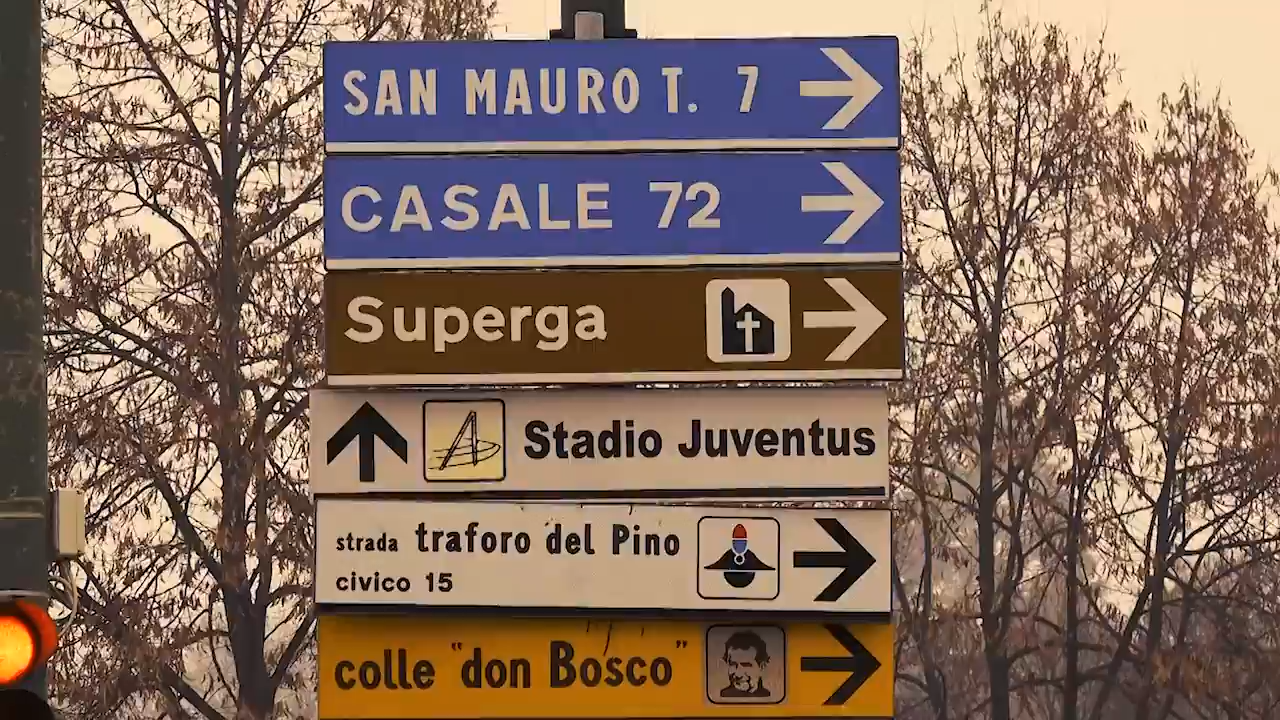 SAN MAURO T. 7
CASALE 72
Superga
Stadio Juventus
strada traforo del Pino
civico 15
colle "don Bosco"